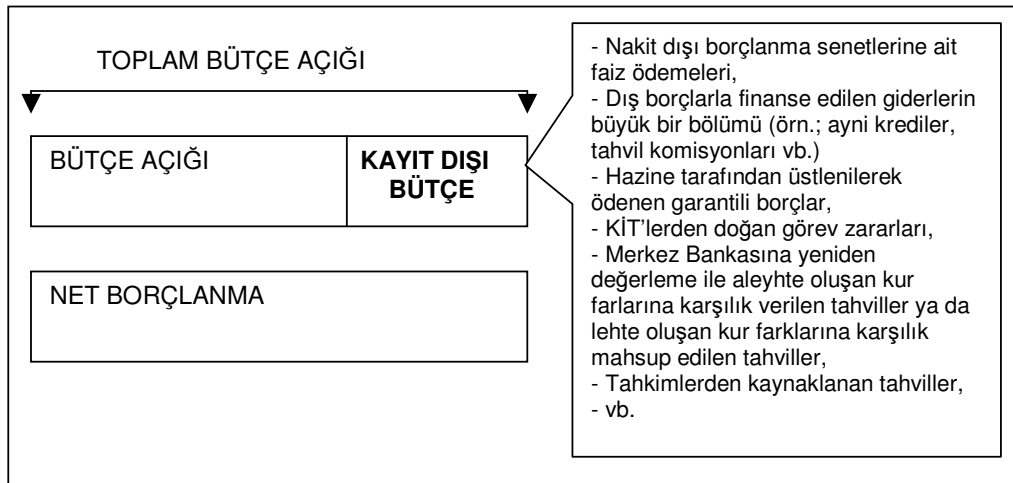 TOPLAM BÜTÇE AÇIĞI
BÜTÇE AÇIĞI
KAYIT DIŞI
BÜTÇE
NET BORÇLANMA
- Nakit dışı borçlanma senetlerine ait
faiz ödemeleri,
- Dış borçlarla finanse edilen giderlerin
büyük bir bölümü (örn.; ayni krediler,
tahvil komisyonları vb.)
- Hazine tarafından üstlenilerek
ödenen garantili borçlar,
- KİT’lerden doğan görev zararları,
- Merkez Bankasına yeniden
değerleme ile aleyhte oluşan kur
farlarına karşılık verilen tahviller ya da
lehte oluşan kur farklarına karşılık
mahsup edilen tahviller,
- Tahkimlerden kaynaklanan tahviller,
- vb.